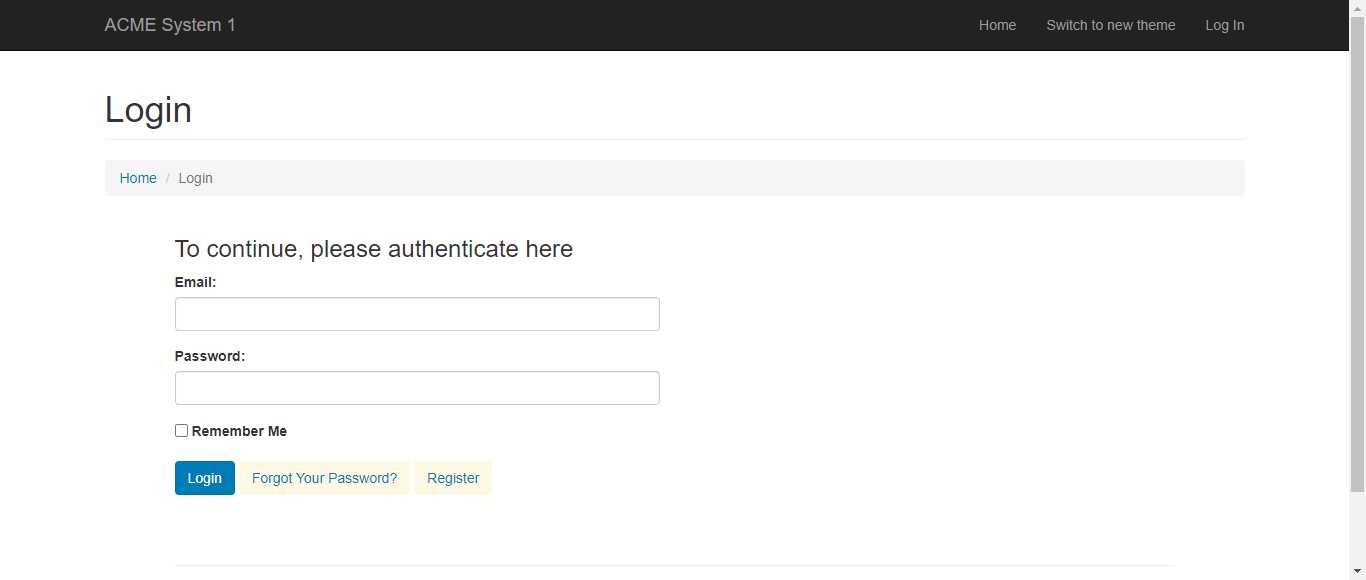 ACME System 1 Home Switch to new theme Log In
Login
Home / Login
To continue, please authenticate here
Email:
Password:
Remember Me
Login Forgot Your Password? Register